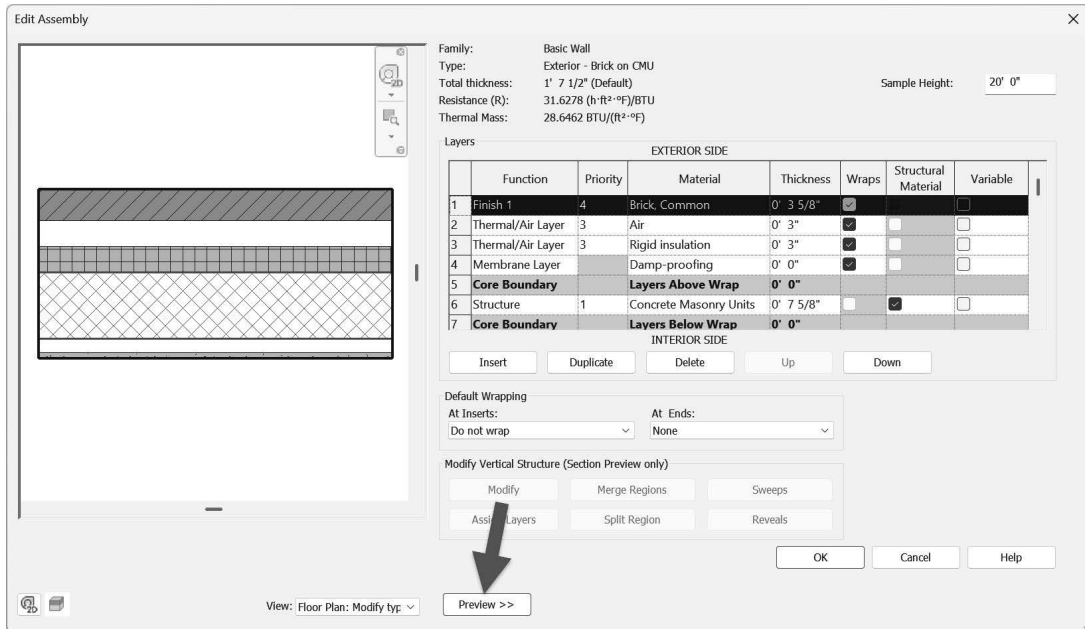 Edit Assembly
2D
Family: Basic Wall
Type: Exterior - Brick on CMU
Total thickness: 1' 7 1/2" (Default)
Sample Height: 20' 0"
Resistance (R): 31.6278 (h·ft²·°F)/BTU
Thermal Mass: 28.6462 BTU/(ft²·°F)
Layers
EXTERIOR SIDE
Function Priority Material Thickness Wraps Structural Material Variable
1 Finish 1 4 Brick, Common 0' 3 5/8"
2 Thermal/Air Layer 3 Air 0' 3"
3 Thermal/Air Layer 3 Rigid insulation 0' 3"
4 Membrane Layer Damp-proofing 0' 0"
5 Core Boundary Layers Above Wrap 0' 0"
6 Structure 1 Concrete Masonry Units 0' 7 5/8"
7 Core Boundary Layers Below Wrap 0' 0"
INTERIOR SIDE
Insert Duplicate Delete Up Down
Default Wrapping
At Inserts: At Ends:
Do not wrap None
Modify Vertical Structure (Section Preview only)
Modify Merge Regions Sweeps
Layers Split Region Reveals
OK Cancel Help
2D View: Floor Plan: Modify typ Preview >>